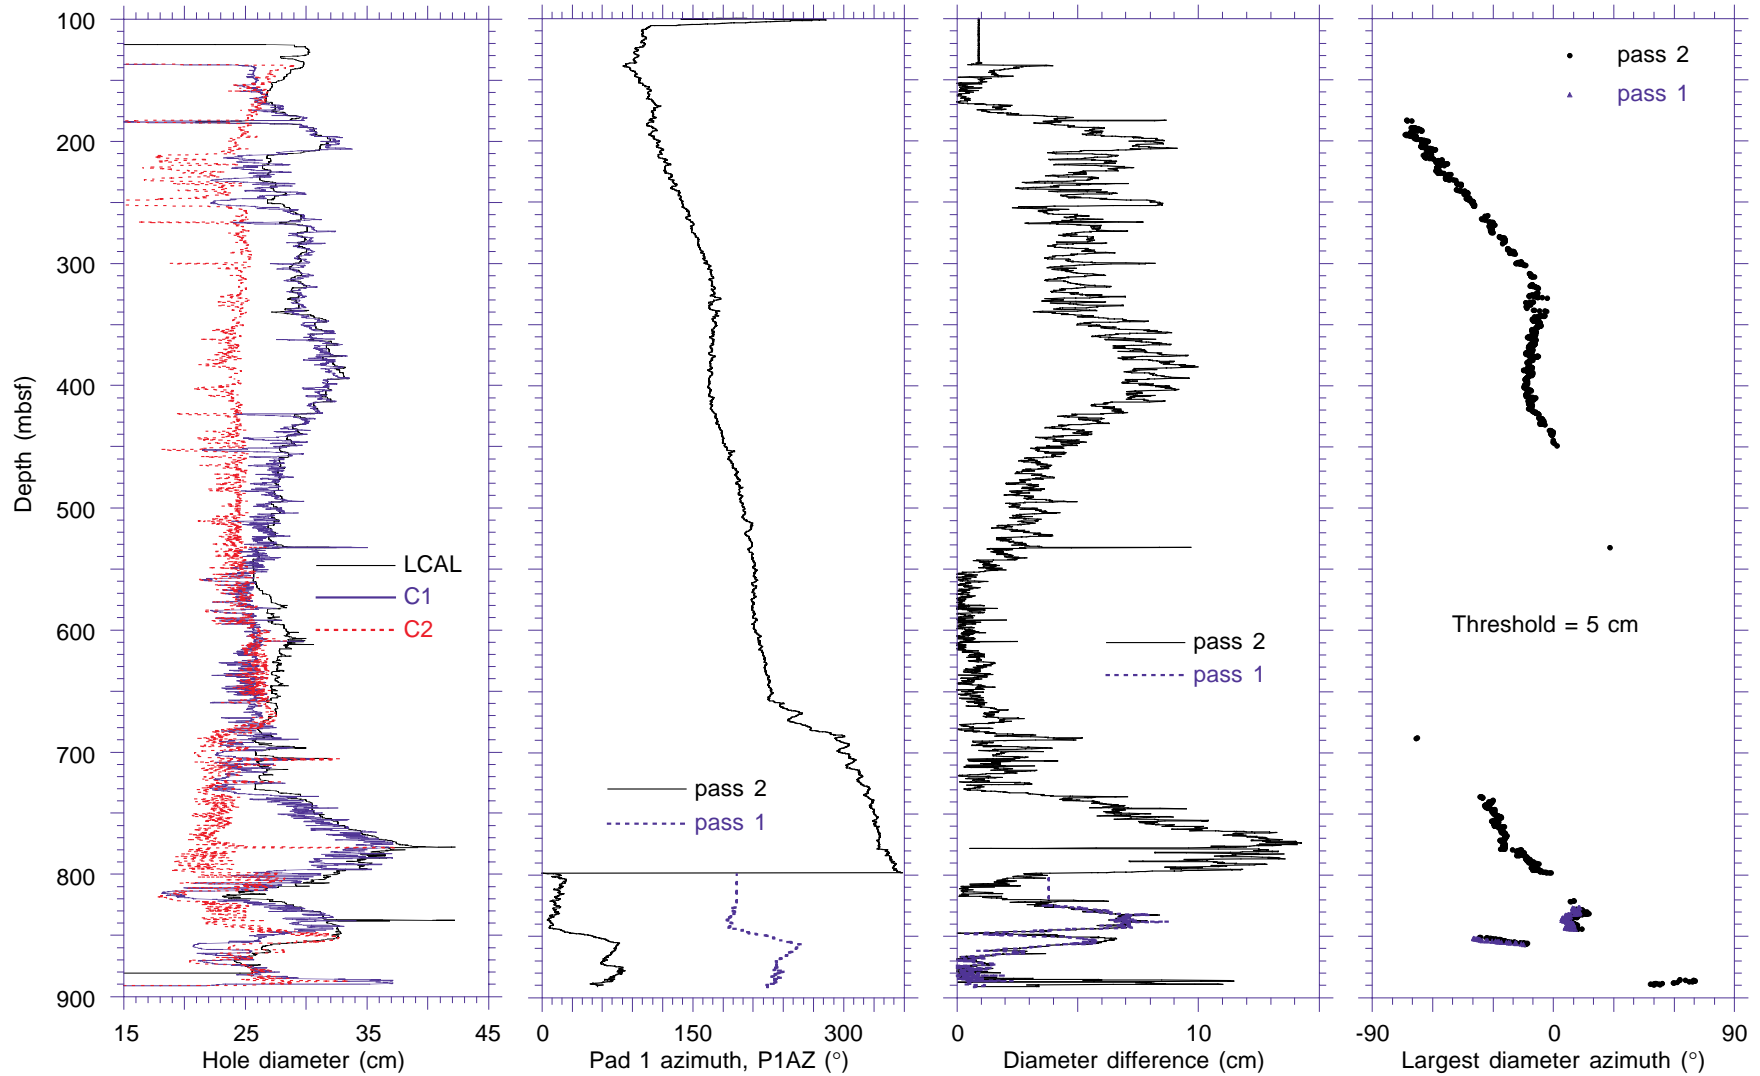 100
200
300
400
500
600
700
800
900
Depth (mbsf)
LCAL
C1
C2
15 25 35 45
Hole diameter (cm)
pass 2
pass 1
0 150 300
Pad 1 azimuth, P1AZ (°)
pass 2
pass 1
0 10
Diameter difference (cm)
pass 2
pass 1
Threshold = 5 cm
-90 0 90
Largest diameter azimuth (°)